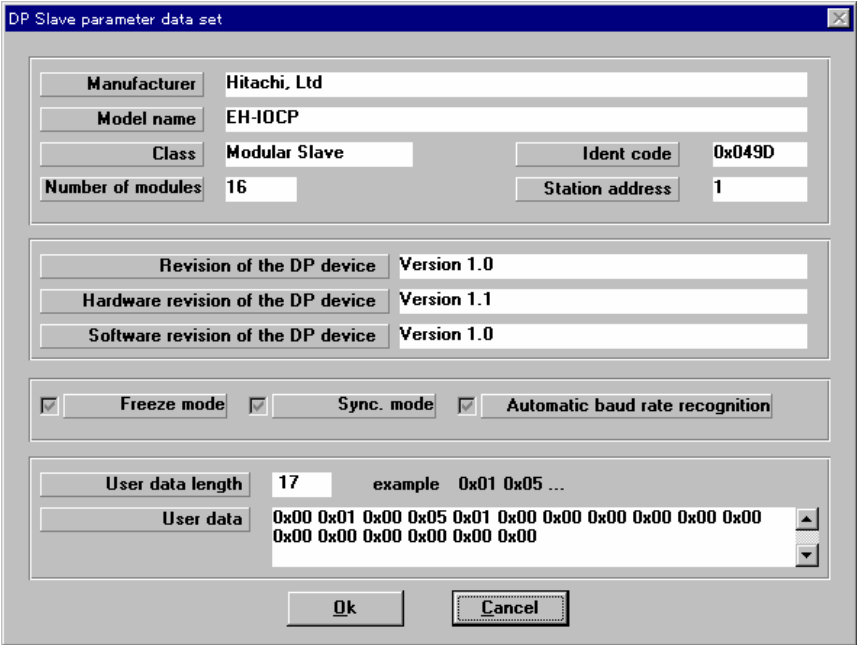 DP Slave parameter data set
Manufacturer Hitachi, Ltd
Model name EH-IOCP
Class Modular Slave Ident code 0x049D
Number of modules 16 Station address 1
Revision of the DP device Version 1.0
Hardware revision of the DP device Version 1.1
Software revision of the DP device Version 1.0
Freeze mode Sync. mode Automatic baud rate recognition
User data length 17 example 0x01 0x05 ...
User data 0x00 0x01 0x00 0x05 0x01 0x00 0x00 0x00 0x00 0x00 0x00
0x00 0x00 0x00 0x00 0x00 0x00
Ok Cancel